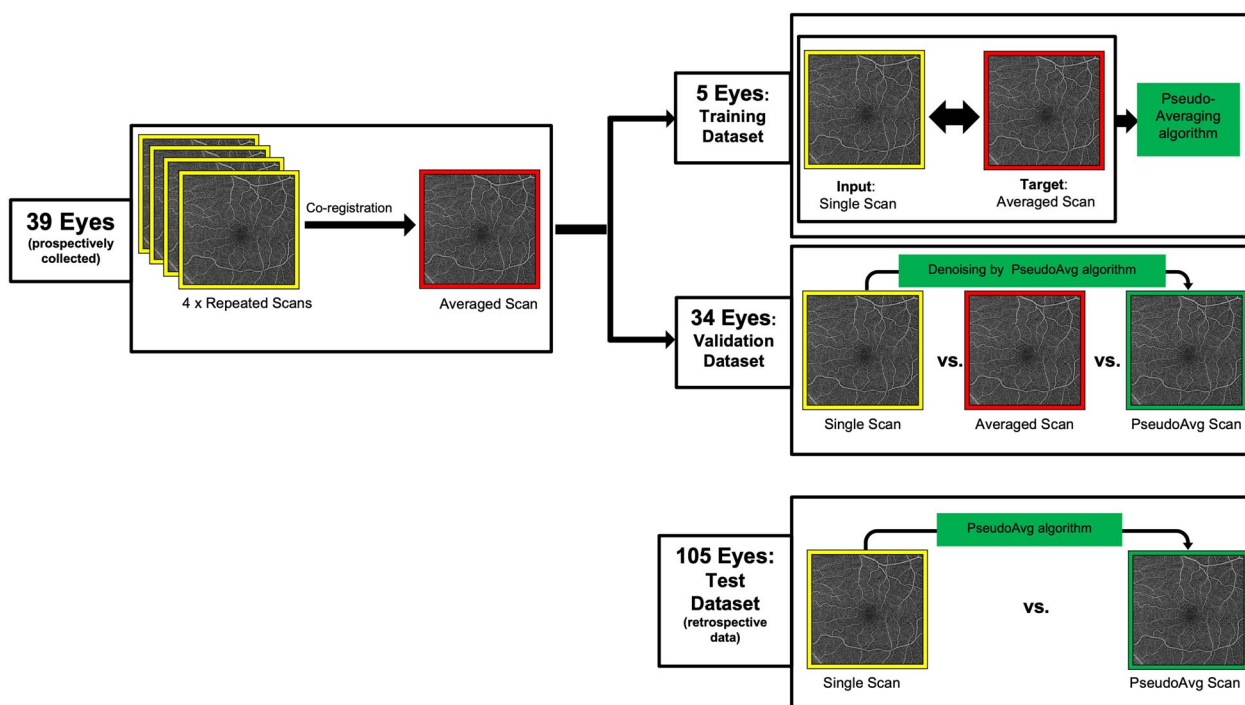 39 Eyes
(prospectively
collected)
Co-registration
4 x Repeated Scans
Averaged Scan
5 Eyes:
Training
Dataset
Input:
Single Scan
Target:
Averaged Scan
Pseudo-
Averaging
algorithm
34 Eyes:
Validation
Dataset
Denoising by PseudoAvg algorithm
vs.
vs.
Single Scan
Averaged Scan
PseudoAvg Scan
105 Eyes:
Test
Dataset
(retrospective
data)
PseudoAvg algorithm
vs.
Single Scan
PseudoAvg Scan